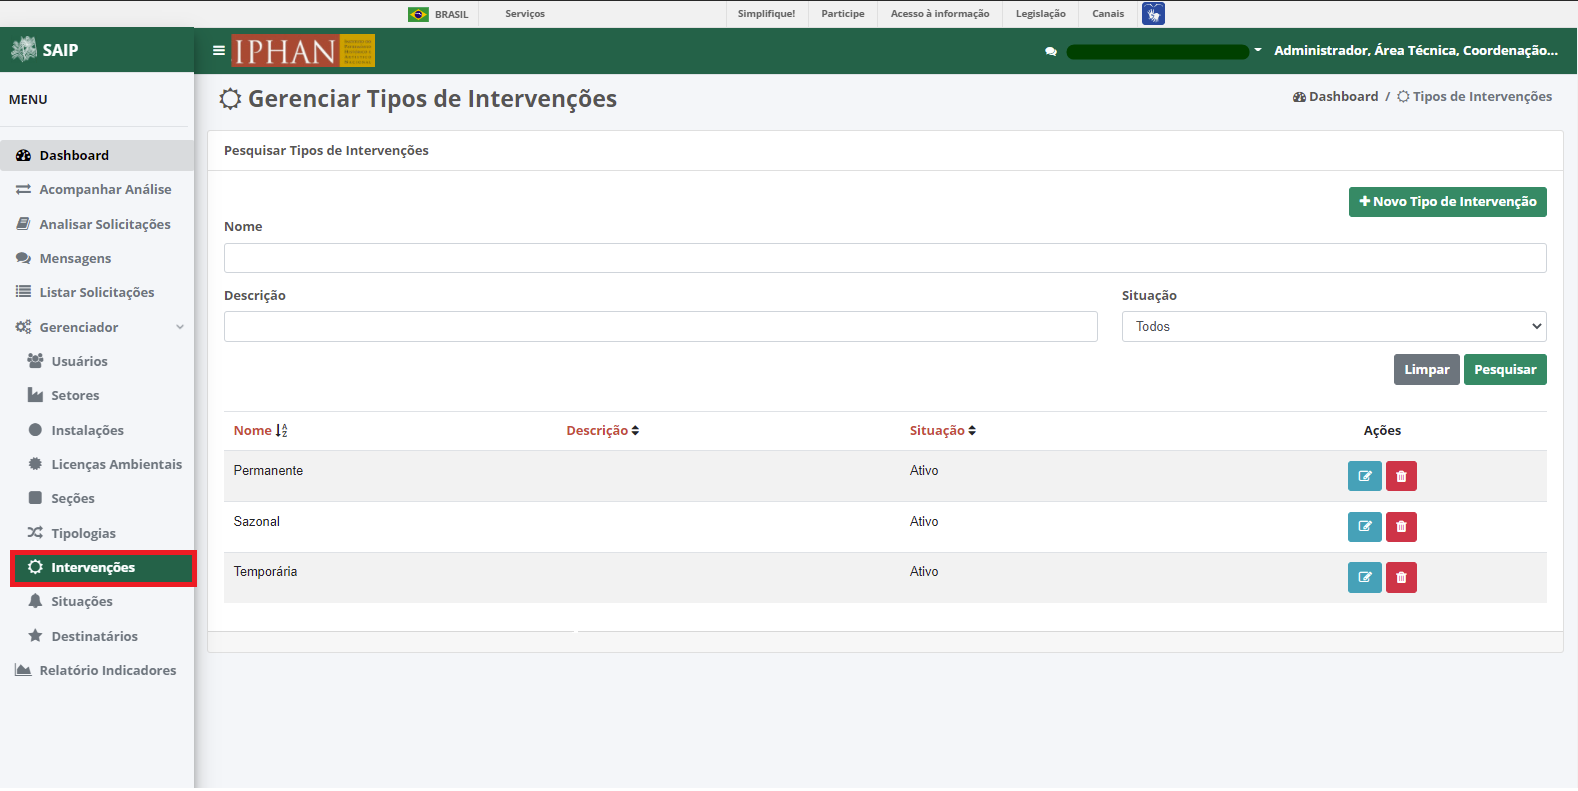 BRASIL Serviços Simplifique! Participe Acesso à informação Legislação Canais
SAIP
IPHAN
Administrador, Área Técnica, Coordenação...
MENU
Gerenciar Tipos de Intervenções
Dashboard / Tipos de Intervenções
Dashboard
Acompanhar Análise
Analisar Solicitações
Mensagens
Listar Solicitações
Gerenciador
Usuários
Setores
Instalações
Licenças Ambientais
Seções
Tipologias
Intervenções
Situações
Destinatários
Relatório Indicadores
Pesquisar Tipos de Intervenções
Novo Tipo de Intervenção
Nome
Descrição Situação
Todos
Limpar Pesquisar
Nome Descrição Situação Ações
Permanente Ativo
Sazonal Ativo
Temporária Ativo